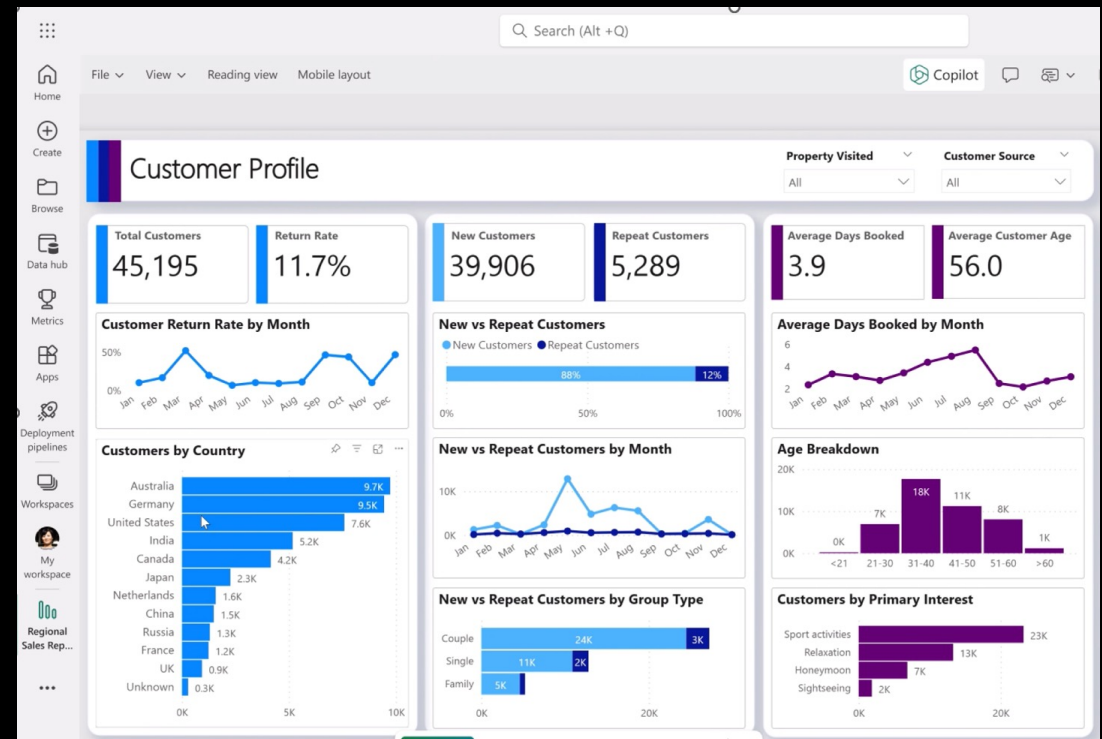 Search (Alt +Q)
File View Reading view Mobile layout
Copilot
Home
Create
Browse
Data hub
Metrics
Apps
Deployment
pipelines
Workspaces
My
workspace
Regional
Sales Rep...
Customer Profile
Property Visited
All
Customer Source
All
Total Customers
45,195
Return Rate
11.7%
Customer Return Rate by Month
50%
0%
Jan Feb Mar Apr May Jun Jul Aug Sep Oct Nov Dec
Customers by Country
Australia 9.7K
Germany 9.5K
United States 7.6K
India 5.2K
Canada 4.2K
Japan 2.3K
Netherlands 1.6K
China 1.5K
Russia 1.3K
France 1.2K
UK 0.9K
Unknown 0.3K
0K 5K 10K
New Customers
39,906
Repeat Customers
5,289
New vs Repeat Customers
New Customers Repeat Customers
88% 12%
0% 50% 100%
New vs Repeat Customers by Month
10K
0K
Jan Feb Mar Apr May Jun Jul Aug Sep Oct Nov Dec
New vs Repeat Customers by Group Type
Couple 24K 3K
Single 11K 2K
Family 5K
0K 20K
Average Days Booked
3.9
Average Customer Age
56.0
Average Days Booked by Month
6
4
2
Jan Feb Mar Apr May Jun Jul Aug Sep Oct Nov Dec
Age Breakdown
20K
10K
0K
0K 7K 18K 11K 8K 1K
<21 21-30 31-40 41-50 51-60 >60
Customers by Primary Interest
Sport activities 23K
Relaxation 13K
Honeymoon 7K
Sightseeing 2K
0K 20K